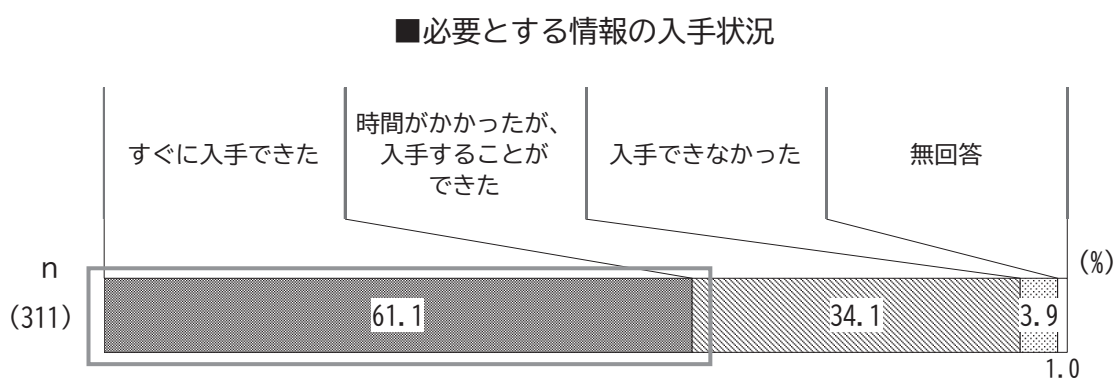 ■必要とする情報の入手状況
すぐに入手できた
時間がかかったが、
入手することが
できた
入手できなかった
無回答
n
(%)
(311)
61.1
34.1
3.9
1.0